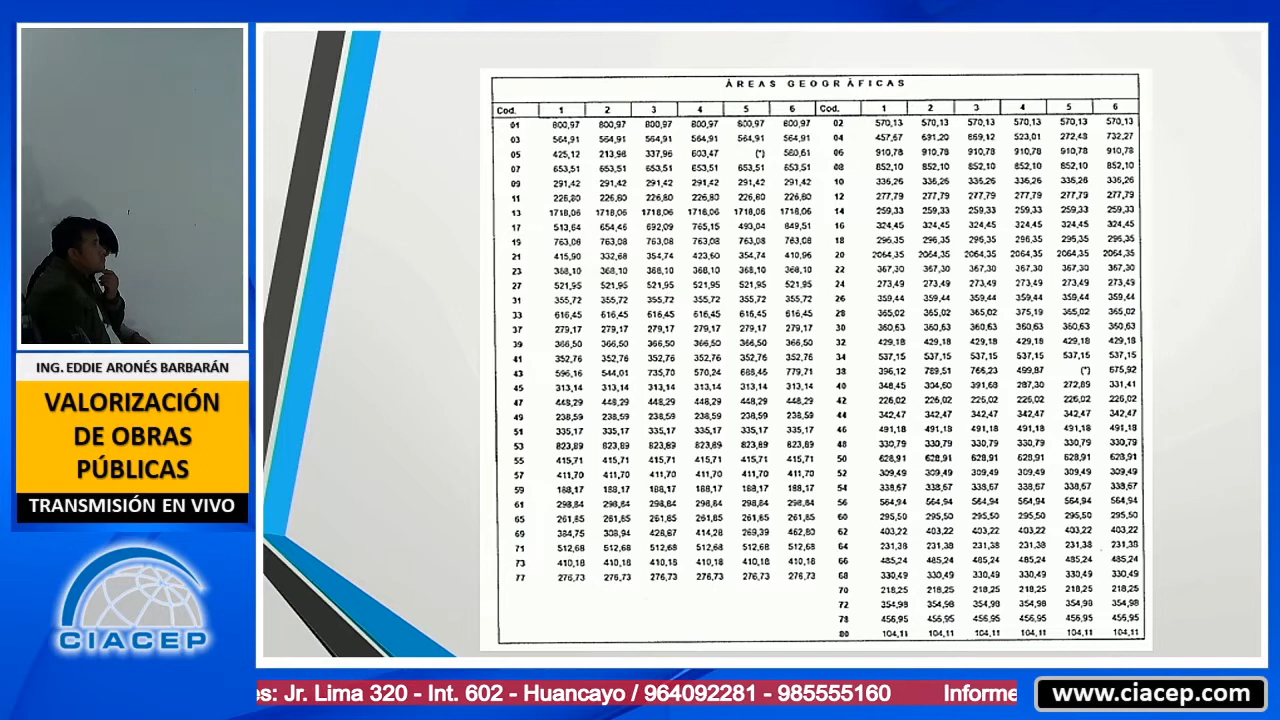 ING. EDDIE ARONÉS BARBARÁN
VALORIZACIÓN
DE OBRAS
PÚBLICAS
TRANSMISIÓN EN VIVO
CIACEP
ÁREAS GEOGRÁFICAS
Cod. 1 2 3 4 5 6 Cod. 1 2 3 4 5 6
01 800,97 800,97 800,97 800,97 800,97 800,97 02 570,13 570,13 570,13 570,13 570,13 570,13
03 564,91 564,91 564,91 564,91 564,91 564,91 04 457,67 691,20 869,12 523,01 272,48 732,27
05 425,12 213,96 337,96 603,47 (*) 560,61 06 910,78 910,78 910,78 910,78 910,78 910,78
07 653,51 653,51 653,51 653,51 653,51 653,51 08 852,10 852,10 852,10 852,10 852,10 852,10
09 291,42 291,42 291,42 291,42 291,42 291,42 10 336,26 336,26 336,26 336,26 336,26 336,26
11 226,80 226,80 226,80 226,80 226,80 226,80 12 277,79 277,79 277,79 277,79 277,79 277,79
13 1718,06 1718,06 1718,06 1718,06 1718,06 1718,06 14 259,33 259,33 259,33 259,33 259,33 259,33
17 513,64 654,46 692,09 765,15 493,04 849,51 16 324,45 324,45 324,45 324,45 324,45 324,45
19 763,08 763,08 763,08 763,08 763,08 763,08 18 296,35 296,35 296,35 296,35 296,35 296,35
21 415,90 332,68 354,74 423,60 354,74 410,96 20 2064,35 2064,35 2064,35 2064,35 2064,35 2064,35
23 368,10 368,10 368,10 368,10 368,10 368,10 22 367,30 367,30 367,30 367,30 367,30 367,30
27 521,95 521,95 521,95 521,95 521,95 521,95 24 273,49 273,49 273,49 273,49 273,49 273,49
31 355,72 355,72 355,72 355,72 355,72 355,72 26 359,44 359,44 359,44 359,44 359,44 359,44
33 616,45 616,45 616,45 616,45 616,45 616,45 28 365,02 365,02 365,02 375,19 365,02 365,02
37 279,17 279,17 279,17 279,17 279,17 279,17 30 360,63 360,63 360,63 360,63 360,63 360,63
39 366,50 366,50 366,50 366,50 366,50 366,50 32 429,18 429,18 429,18 429,18 429,18 429,18
41 352,76 352,76 352,76 352,76 352,76 352,76 34 537,15 537,15 537,15 537,15 537,15 537,15
43 596,16 544,01 735,70 570,24 688,46 779,71 38 396,12 789,51 766,23 499,87 (*) 675,92
45 313,14 313,14 313,14 313,14 313,14 313,14 40 348,45 304,60 391,68 287,30 272,89 331,41
47 448,29 448,29 448,29 448,29 448,29 448,29 42 226,02 226,02 226,02 226,02 226,02 226,02
49 238,59 238,59 238,59 238,59 238,59 238,59 44 342,47 342,47 342,47 342,47 342,47 342,47
51 335,17 335,17 335,17 335,17 335,17 335,17 46 491,18 491,18 491,18 491,18 491,18 491,18
53 823,89 823,89 823,89 823,89 823,89 823,89 48 330,79 330,79 330,79 330,79 330,79 330,79
55 415,71 415,71 415,71 415,71 415,71 415,71 50 628,91 628,91 628,91 628,91 628,91 628,91
57 411,70 411,70 411,70 411,70 411,70 411,70 52 309,49 309,49 309,49 309,49 309,49 309,49
59 188,17 188,17 188,17 188,17 188,17 188,17 54 338,67 338,67 338,67 338,67 338,67 338,67
61 298,84 298,84 298,84 298,84 298,84 298,84 56 564,94 564,94 564,94 564,94 564,94 564,94
65 261,85 261,85 261,85 261,85 261,85 261,85 60 295,50 295,50 295,50 295,50 295,50 295,50
69 384,75 308,94 428,67 414,28 269,39 462,80 62 403,22 403,22 403,22 403,22 403,22 403,22
71 512,68 512,68 512,68 512,68 512,68 512,68 64 231,38 231,38 231,38 231,38 231,38 231,38
73 410,18 410,18 410,18 410,18 410,18 410,18 66 485,24 485,24 485,24 485,24 485,24 485,24
77 276,73 276,73 276,73 276,73 276,73 276,73 68 330,49 330,49 330,49 330,49 330,49 330,49
70 218,25 218,25 218,25 218,25 218,25 218,25
72 354,98 354,98 354,98 354,98 354,98 354,98
78 456,95 456,95 456,95 456,95 456,95 456,95
80 104,11 104,11 104,11 104,11 104,11 104,11
es: Jr. Lima 320 - Int. 602 - Huancayo / 964092281 - 985555160 Informe
www.ciacep.com